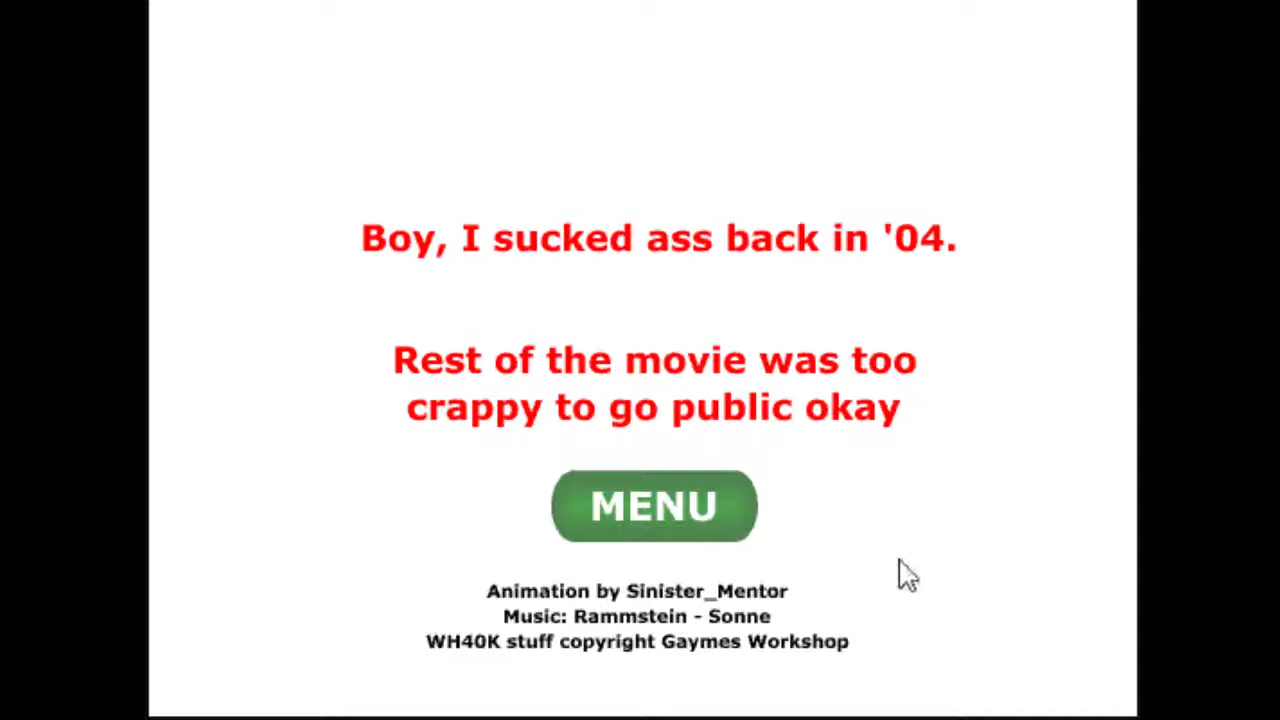 Boy, I sucked ass back in '04.
Rest of the movie was too
crappy to go public okay
MENU
Animation by Sinister_Mentor
Music: Rammstein - Sonne
WH40K stuff copyright Gaymes Workshop